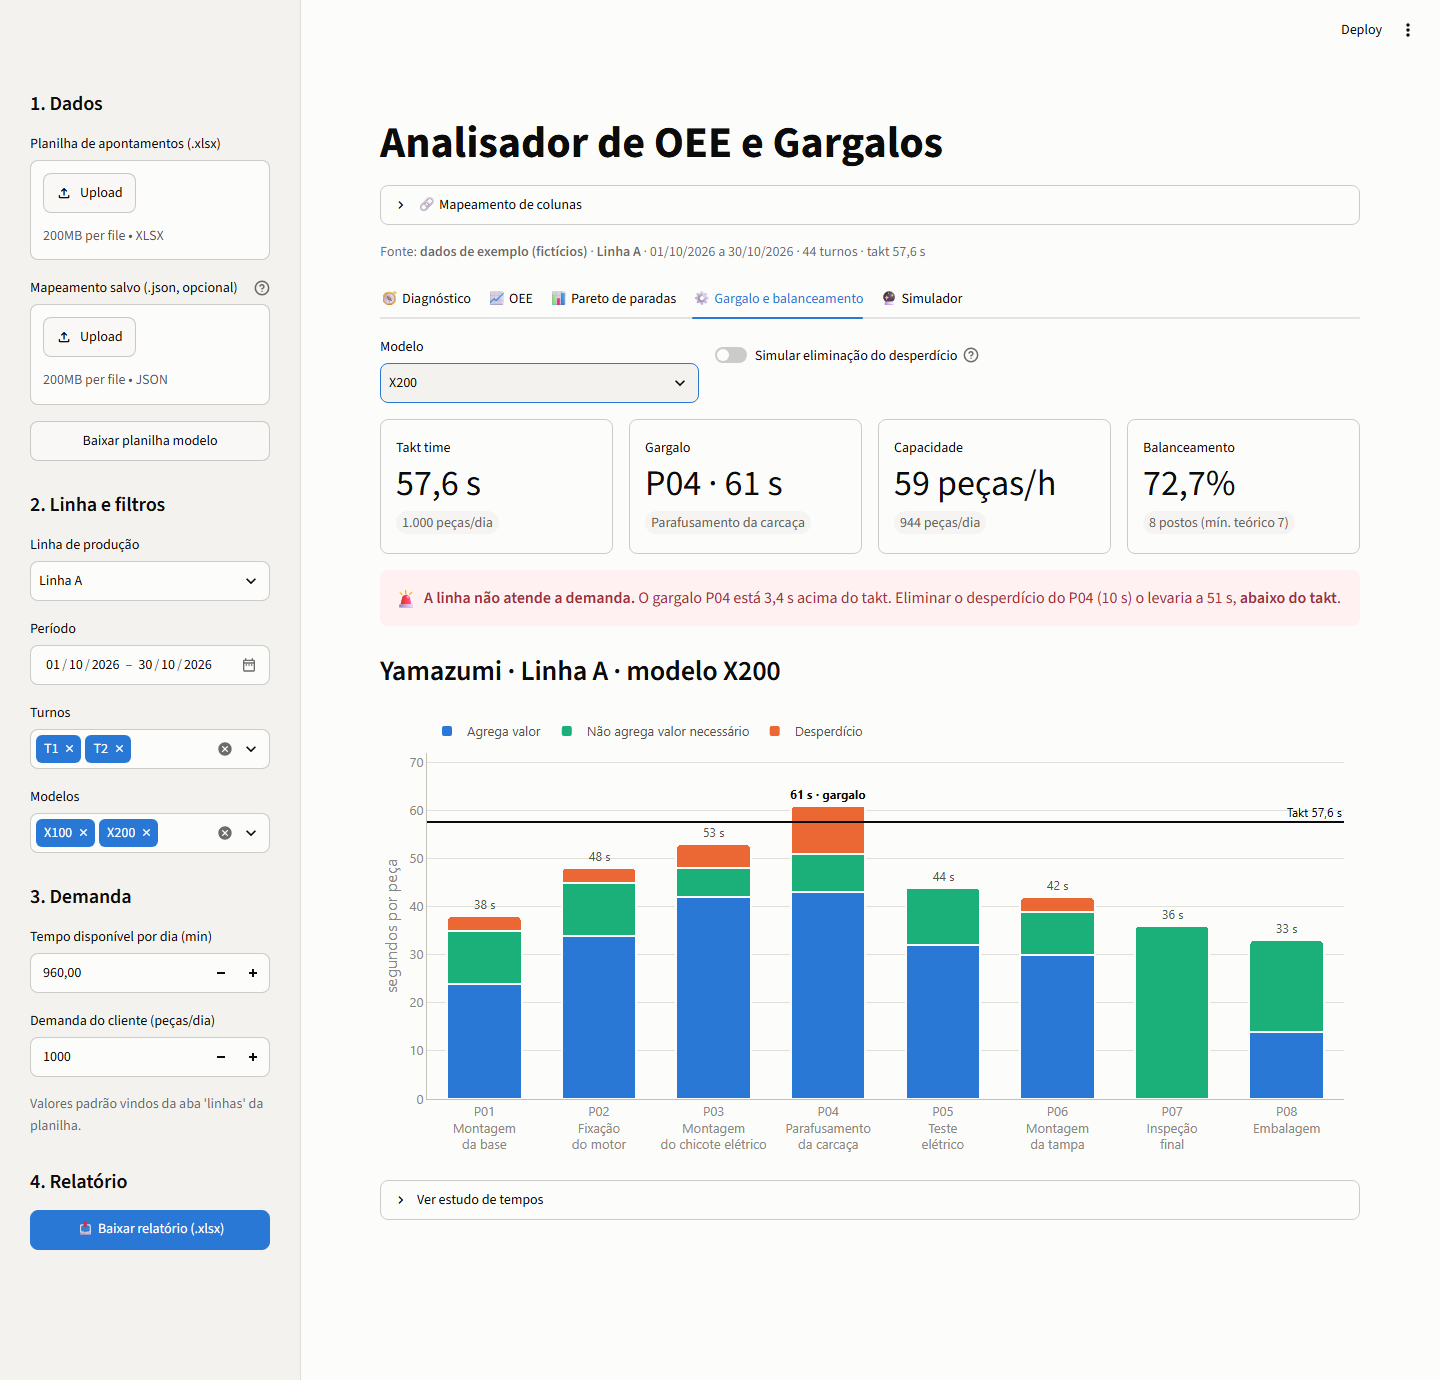 Deploy
1. Dados
Planilha de apontamentos (.xlsx)
Upload
200MB per file • XLSX
Mapeamento salvo (.json, opcional)
Upload
200MB per file • JSON
Baixar planilha modelo
2. Linha e filtros
Linha de produção
Linha A
Período
01/10/2026 – 30/10/2026
Turnos
T1 T2
Modelos
X100 X200
3. Demanda
Tempo disponível por dia (min)
960,00
Demanda do cliente (peças/dia)
1000
Valores padrão vindos da aba 'linhas' da
planilha.
4. Relatório
Baixar relatório (.xlsx)
Analisador de OEE e Gargalos
Mapeamento de colunas
Fonte: dados de exemplo (fictícios) · Linha A · 01/10/2026 a 30/10/2026 · 44 turnos · takt 57,6 s
Diagnóstico OEE Pareto de paradas Gargalo e balanceamento Simulador
Modelo
X200
Simular eliminação do desperdício
Takt time
57,6 s
1.000 peças/dia
Gargalo
P04 · 61 s
Parafusamento da carcaça
Capacidade
59 peças/h
944 peças/dia
Balanceamento
72,7%
8 postos (mín. teórico 7)
A linha não atende a demanda. O gargalo P04 está 3,4 s acima do takt. Eliminar o desperdício do P04 (10 s) o levaria a 51 s, abaixo do takt.
Yamazumi · Linha A · modelo X200
Agrega valor Não agrega valor necessário Desperdício
segundos por peça
70
60
50
40
30
20
10
0
38 s
48 s
53 s
61 s · gargalo
44 s
42 s
36 s
33 s
Takt 57,6 s
P01
Montagem
da base
P02
Fixação
do motor
P03
Montagem
do chicote elétrico
P04
Parafusamento
da carcaça
P05
Teste
elétrico
P06
Montagem
da tampa
P07
Inspeção
final
P08
Embalagem
Ver estudo de tempos